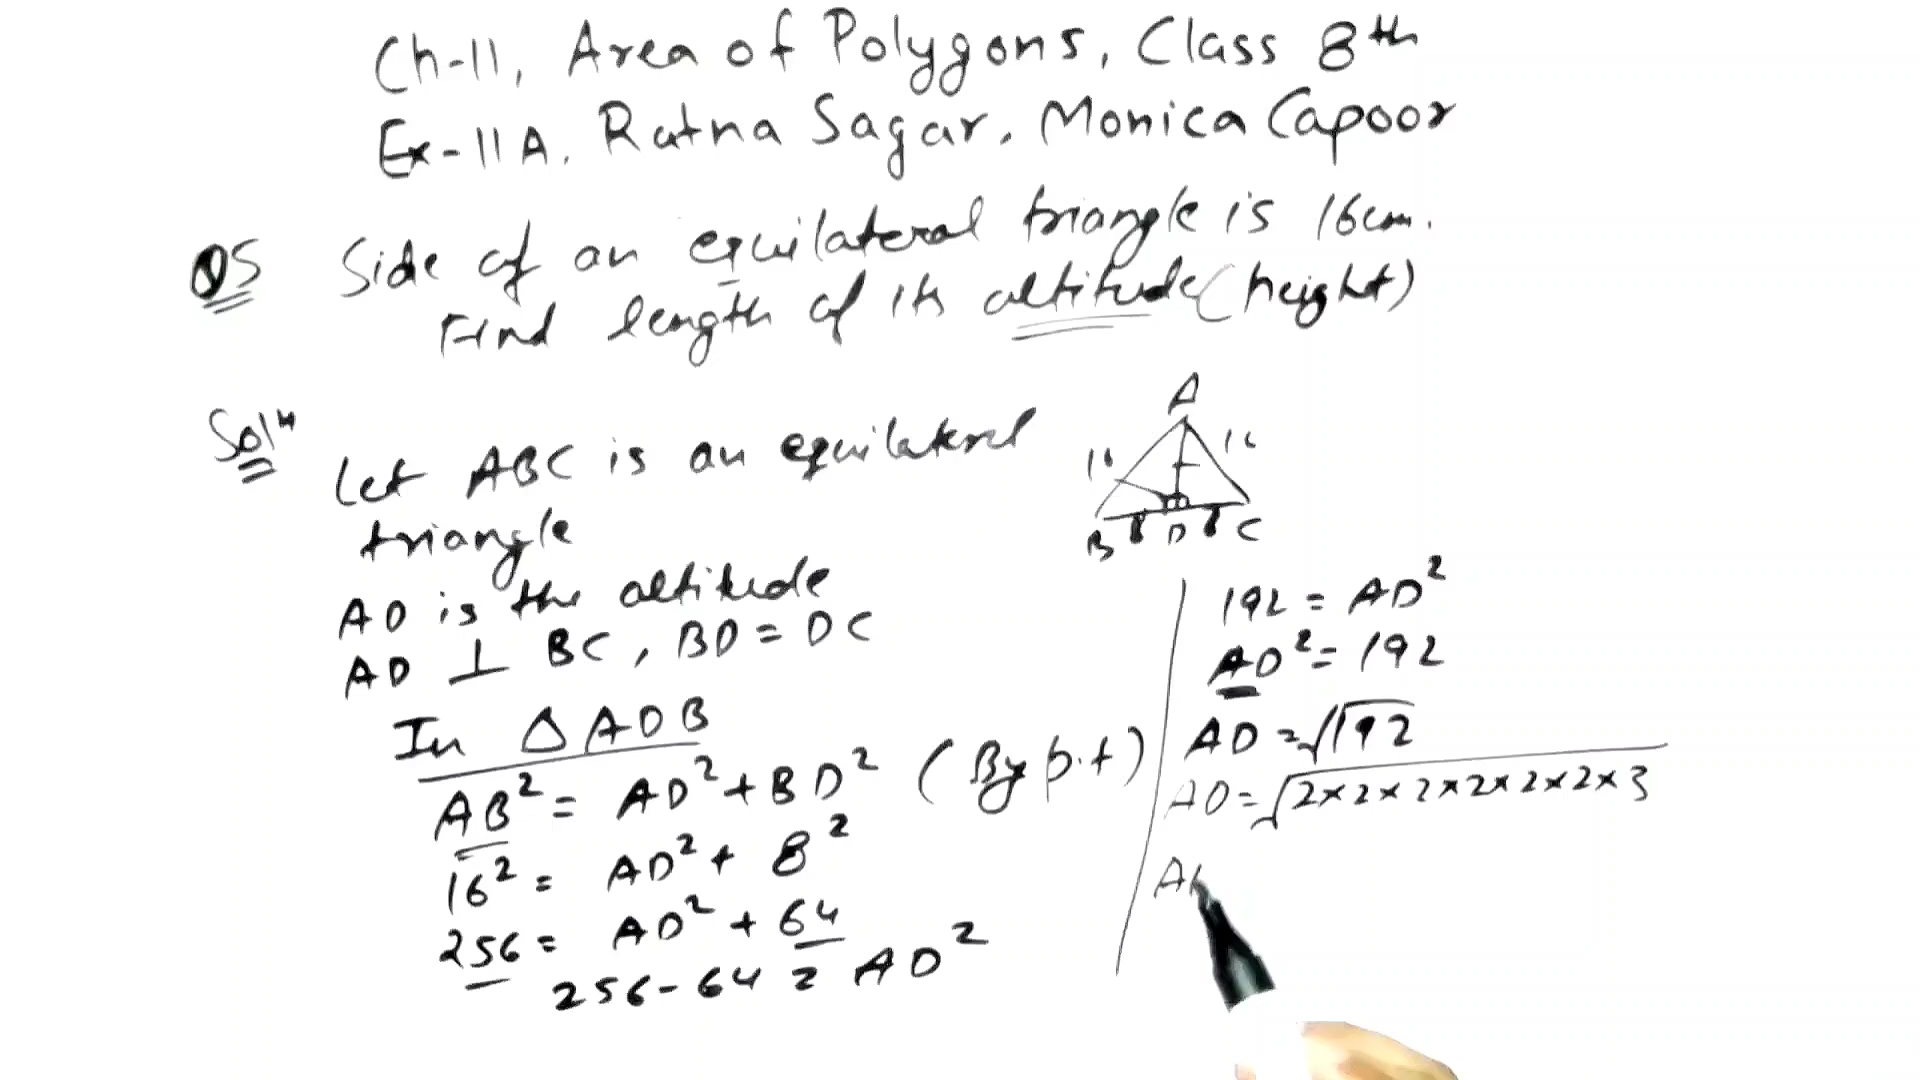 Ch-11, Area of Polygons, Class 8th
Ex-11A, Ratna Sagar, Monica Capoor
Q5 Side of an equilateral triangle is 16cm.
Find length of its altitude (height)
Soln
Let ABC is an equilateral
triangle
AD is the altitude
AD ⊥ BC, BD = DC
In △ ADB
AB² = AD² + BD² (By p.t)
16² = AD² + 8²
256 = AD² + 64
256 - 64 = AD²
A
16 16
B 8 D 8 C
192 = AD²
AD² = 192
AD = √192
AD = √2×2×2×2×2×2×3